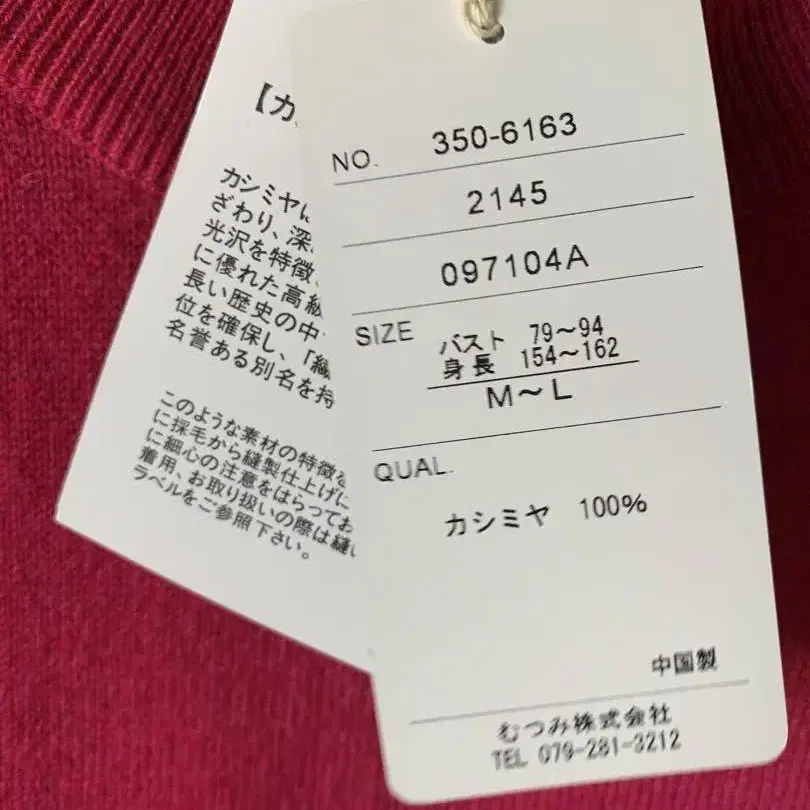 【カ
カシミヤに
ざわり、深
光沢を特徴
に優れた高級
長い歴史の中
位を確保し、「繊
名誉ある別名を持
このような素材の特徴を
に採毛から縫製仕上げに
に細心の注意をはらってお
着用、お取り扱いの際は縫い
ラベルをご参照下さい。
NO. 350-6163
2145
097104A
SIZE
バスト 79〜94
身長 154〜162
M〜L
QUAL.
カシミヤ 100%
中国製
むつみ株式会社
TEL 079-281-3212